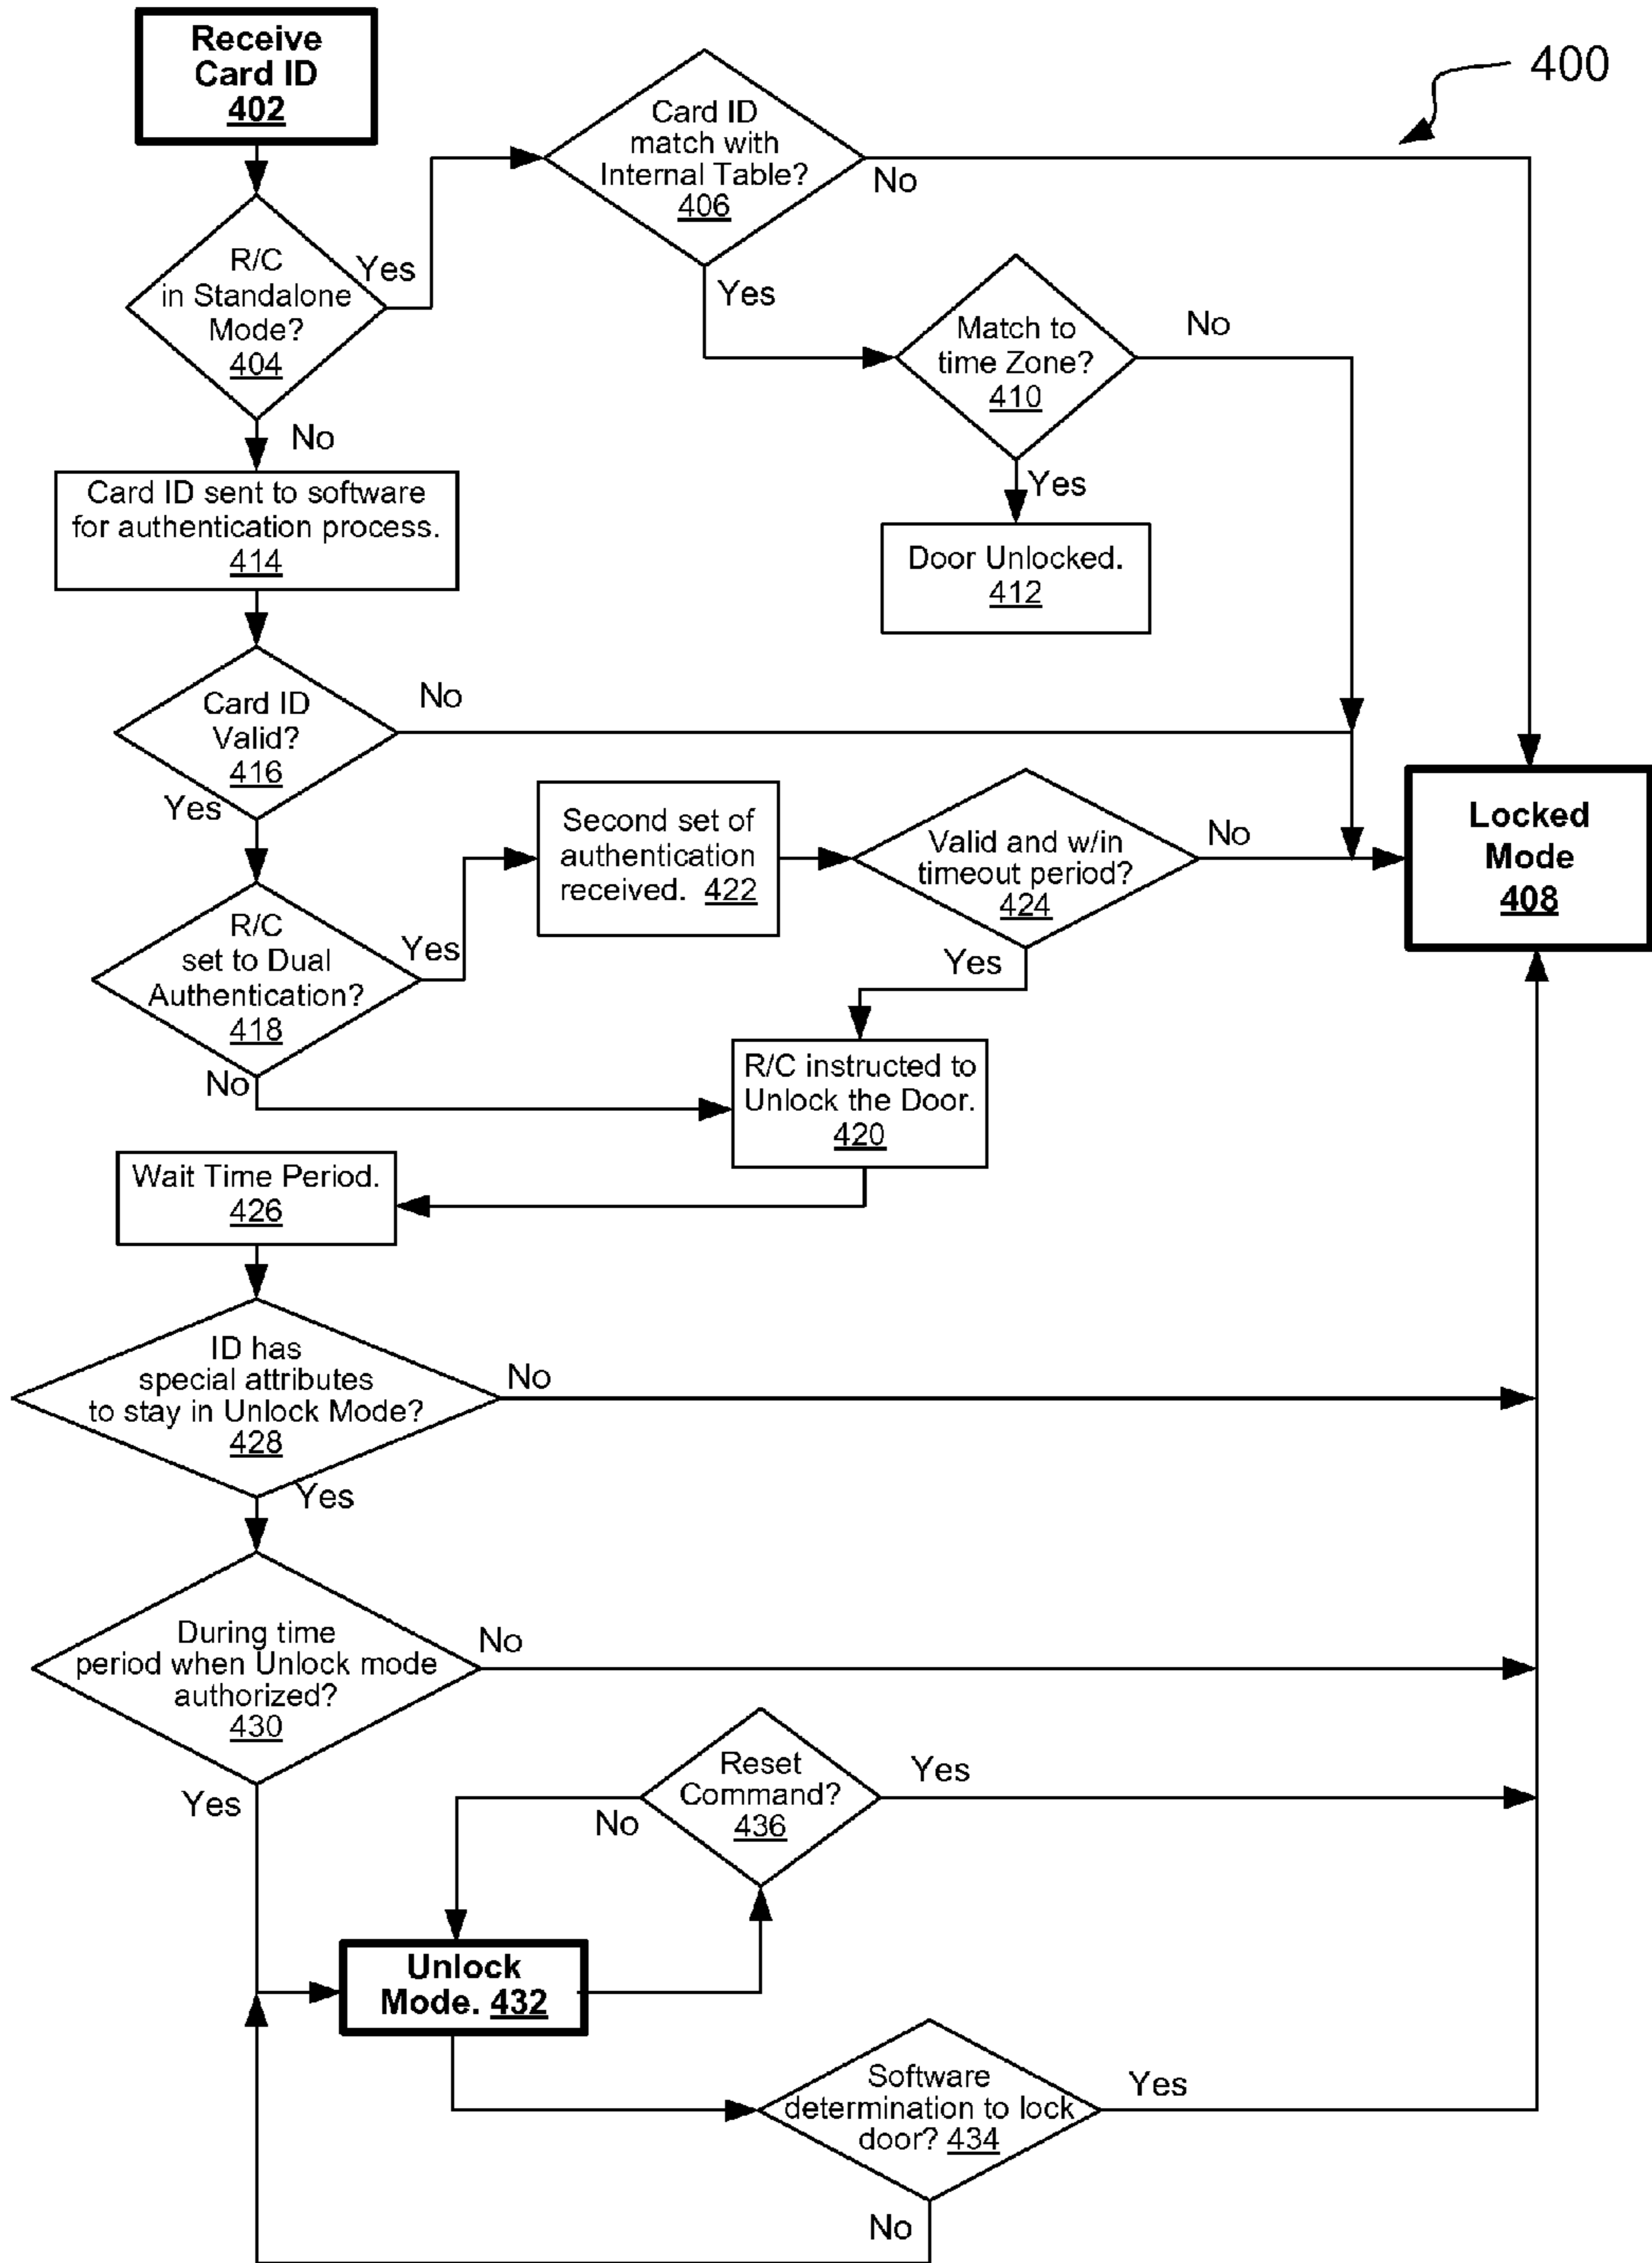 Receive
Card ID
402
400
Card ID
match with
Internal Table?
406
No
Yes
R/C
in Standalone
Mode?
404
Yes
No
Match to
time Zone?
410
No
Yes
Door Unlocked.
412
Card ID sent to software
for authentication process.
414
Card ID
Valid?
416
No
Yes
Locked
Mode
408
R/C
set to Dual
Authentication?
418
Yes
No
Second set of
authentication
received. 422
Valid and w/in
timeout period?
424
No
Yes
R/C instructed to
Unlock the Door.
420
Wait Time Period.
426
ID has
special attributes
to stay in Unlock Mode?
428
No
Yes
During time
period when Unlock mode
authorized?
430
No
Yes
Reset
Command?
436
Yes
No
Unlock
Mode. 432
Software
determination to lock
door? 434
Yes
No